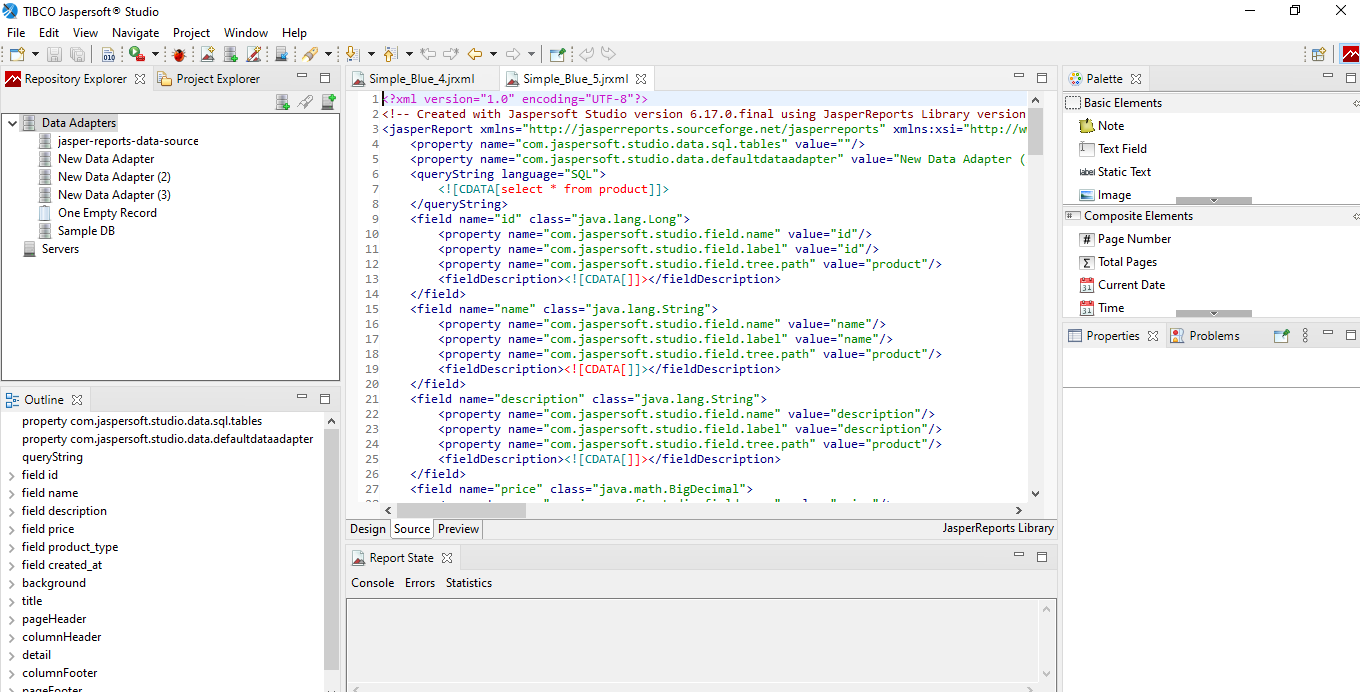 TIBCO Jaspersoft® Studio
File Edit View Navigate Project Window Help
Repository Explorer
Project Explorer
Data Adapters
jasper-reports-data-source
New Data Adapter
New Data Adapter (2)
New Data Adapter (3)
One Empty Record
Sample DB
Servers
Outline
property com.jaspersoft.studio.data.sql.tables
property com.jaspersoft.studio.data.defaultdataadapter
queryString
field id
field name
field description
field price
field product_type
field created_at
background
title
pageHeader
columnHeader
detail
columnFooter
pageFooter
Simple_Blue_4.jrxml
Simple_Blue_5.jrxml
1 <?xml version="1.0" encoding="UTF-8"?>
2 <!-- Created with Jaspersoft Studio version 6.17.0.final using JasperReports Library version
3 <jasperReport xmlns="http://jasperreports.sourceforge.net/jasperreports" xmlns:xsi="http://w
4 <property name="com.jaspersoft.studio.data.sql.tables" value=""/>
5 <property name="com.jaspersoft.studio.data.defaultdataadapter" value="New Data Adapter (
6 <queryString language="SQL">
7 <![CDATA[select * from product]]>
8 </queryString>
9 <field name="id" class="java.lang.Long">
10 <property name="com.jaspersoft.studio.field.name" value="id"/>
11 <property name="com.jaspersoft.studio.field.label" value="id"/>
12 <property name="com.jaspersoft.studio.field.tree.path" value="product"/>
13 <fieldDescription><![CDATA[]]></fieldDescription>
14 </field>
15 <field name="name" class="java.lang.String">
16 <property name="com.jaspersoft.studio.field.name" value="name"/>
17 <property name="com.jaspersoft.studio.field.label" value="name"/>
18 <property name="com.jaspersoft.studio.field.tree.path" value="product"/>
19 <fieldDescription><![CDATA[]]></fieldDescription>
20 </field>
21 <field name="description" class="java.lang.String">
22 <property name="com.jaspersoft.studio.field.name" value="description"/>
23 <property name="com.jaspersoft.studio.field.label" value="description"/>
24 <property name="com.jaspersoft.studio.field.tree.path" value="product"/>
25 <fieldDescription><![CDATA[]]></fieldDescription>
26 </field>
27 <field name="price" class="java.math.BigDecimal">
Design Source Preview
JasperReports Library
Report State
Console Errors Statistics
Palette
Basic Elements
Note
Text Field
label Static Text
Image
Composite Elements
# Page Number
Σ Total Pages
31 Current Date
31 Time
Properties
Problems